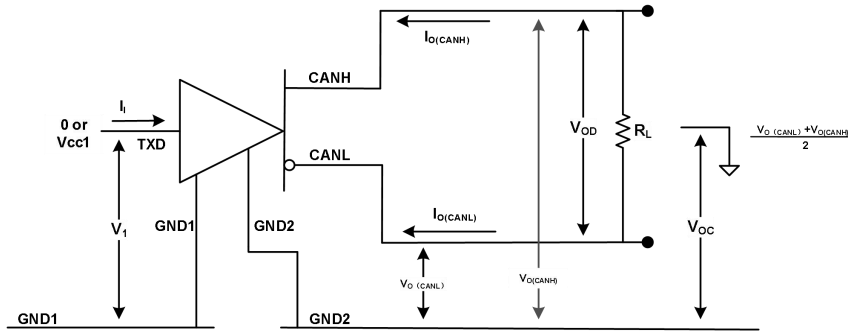 I_O(CANH)
CANH
I_I
0 or
Vcc1
TXD
V_OD
R_L
V_O (CANL) +V_O(CANH)
2
CANL
I_O(CANL)
GND1
GND2
V_1
V_OC
V_O (CANL)
V_O(CANH)
GND1
GND2